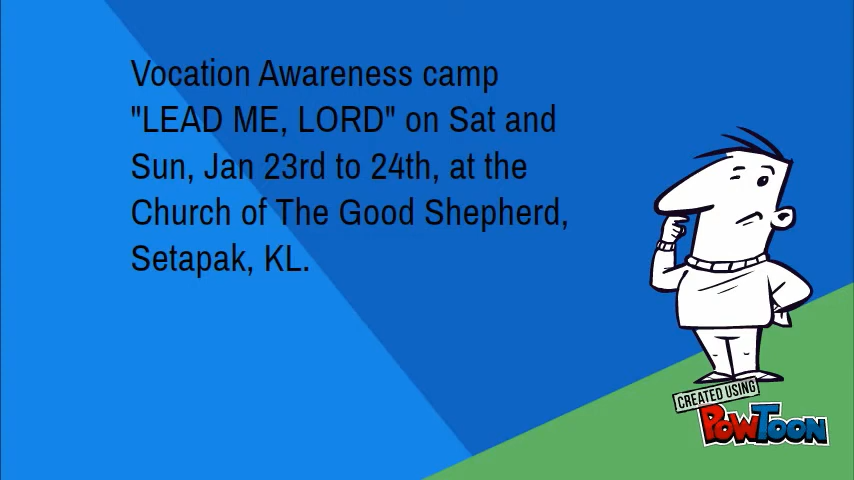 Vocation Awareness camp
"LEAD ME, LORD" on Sat and
Sun, Jan 23rd to 24th, at the
Church of The Good Shepherd,
Setapak, KL.
CREATED USING
POWTOON